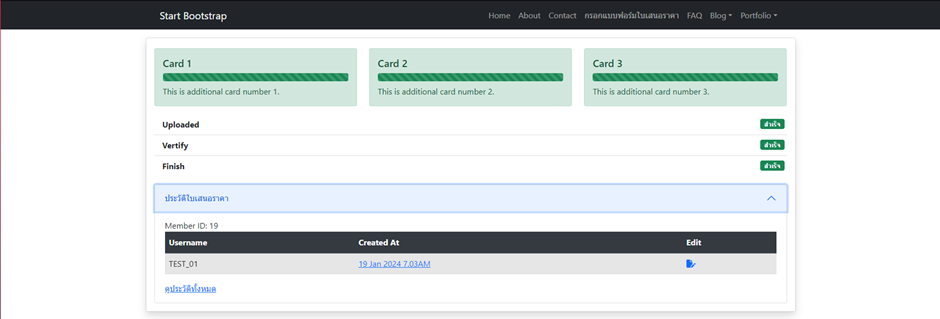 Start Bootstrap Home About Contact กรอกแบบฟอร์มใบเสนอราคา FAQ Blog Portfolio
Card 1 Card 2 Card 3
This is additional card number 1. This is additional card number 2. This is additional card number 3.
Uploaded สำเร็จ
Vertify สำเร็จ
Finish สำเร็จ
ประวัติใบเสนอราคา
Member ID: 19
Username Created At Edit
TEST_01 19 Jan 2024 7.03AM
ดูประวัติทั้งหมด